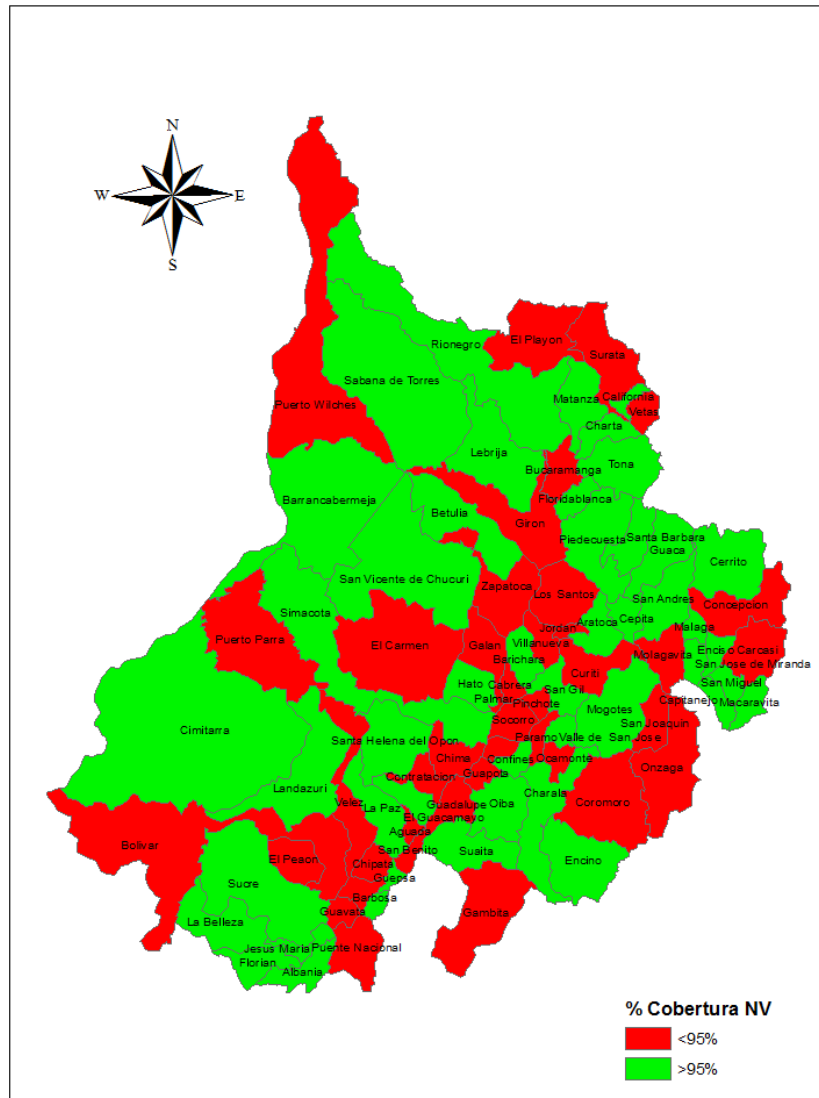 N
W
E
S
Rionegro
El Playon
Surata
Sabana de Torres
Puerto Wilches
Matanza
California
Vetas
Charta
Lebrija
Bucaramanga
Tona
Barrancabermeja
Floridablanca
Betulia
Giron
Piedecuesta
Santa Barbara
Guaca
Cerrito
San Vicente de Chucuri
Zapatoca
Los Santos
San Andres
Concepcion
Simacota
Puerto Parra
El Carmen
Galan
Jordan
Aratoca
Cepita
Malaga
Villanueva
Barichara
Molagavita
Enciso
Carcasi
San Jose de Miranda
Curiti
Hato
Cabrera
San Gil
San Miguel
Palmar
Pinchote
Mogotes
Capitanejo
Macaravita
Cimitarra
Socorro
San Joaquin
Santa Helena del Opon
Paramo
Valle de San Jose
Chima
Confines
Ocamonte
Onzaga
Contratacion
Guapota
Landazuri
Velez
La Paz
Guadalupe
Oiba
Charala
Coromoro
El Guacamayo
Aguada
Bolivar
El Peaon
San Benito
Suaita
Chipata
Encino
Sucre
Guepsa
Barbosa
Guavata
Gambita
La Belleza
Jesus Maria
Puente Nacional
Florian
Albania
% Cobertura NV
<95%
>95%